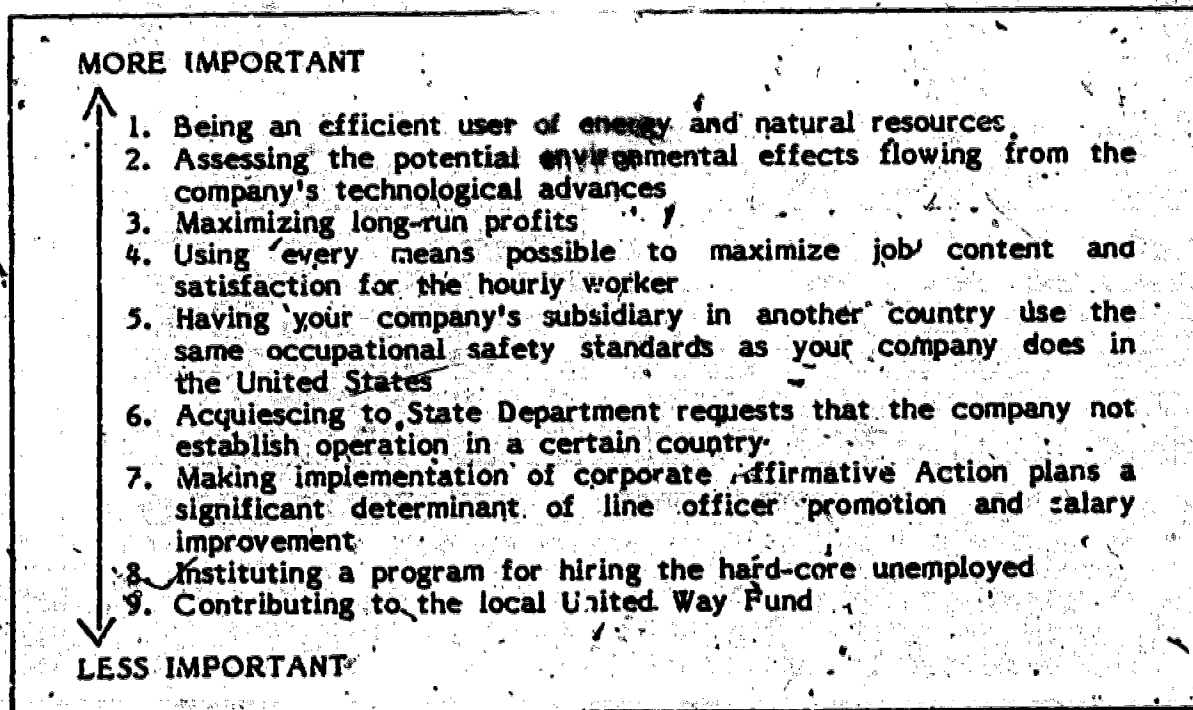 MORE IMPORTANT
1. Being an efficient user of energy and natural resources
2. Assessing the potential environmental effects flowing from the
company's technological advances
3. Maximizing long-run profits
4. Using every means possible to maximize job content and
satisfaction for the hourly worker
5. Having your company's subsidiary in another country use the
same occupational safety standards as your company does in
the United States
6. Acquiescing to State Department requests that the company not
establish operation in a certain country
7. Making implementation of corporate Affirmative Action plans a
significant determinant of line officer promotion and salary
improvement
8. Instituting a program for hiring the hard-core unemployed
9. Contributing to the local United Way Fund
LESS IMPORTANT